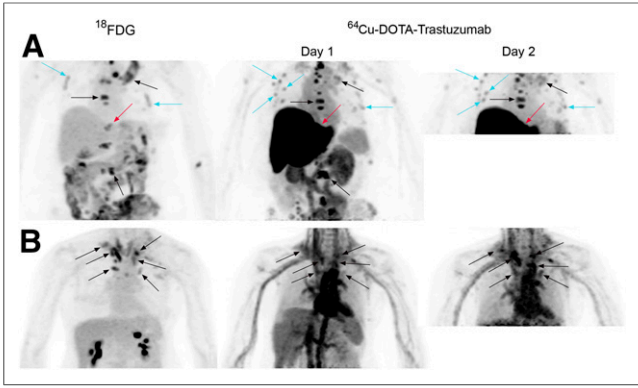 18FDG
64Cu-DOTA-Trastuzumab
Day 1
Day 2
A
B